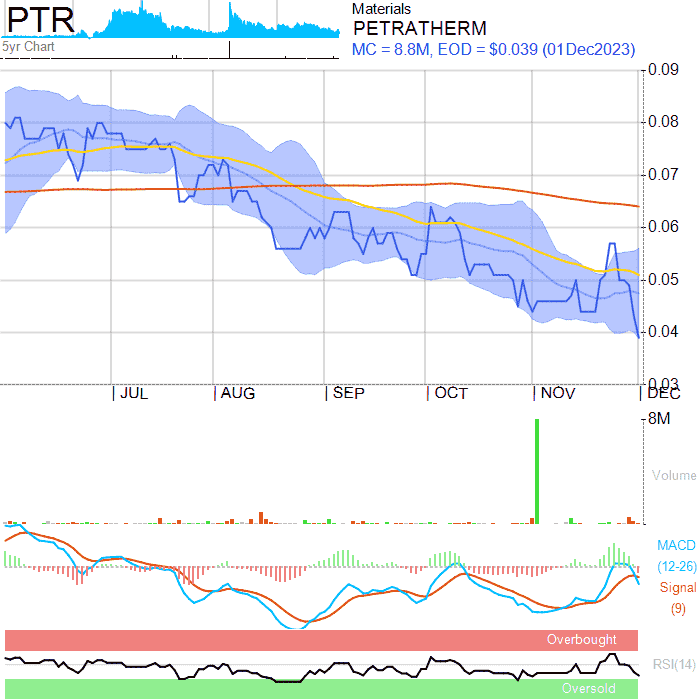 PTR
5yr Chart
Materials
PETRATHERM
MC = 8.8M, EOD = $0.039 (01Dec2023)
0.09
0.08
0.07
0.06
0.05
0.04
0.03
JUL AUG SEP OCT NOV DEC
8M
Volume
MACD
(12-26)
Signal
(9)
Overbought
RSI(14)
Oversold